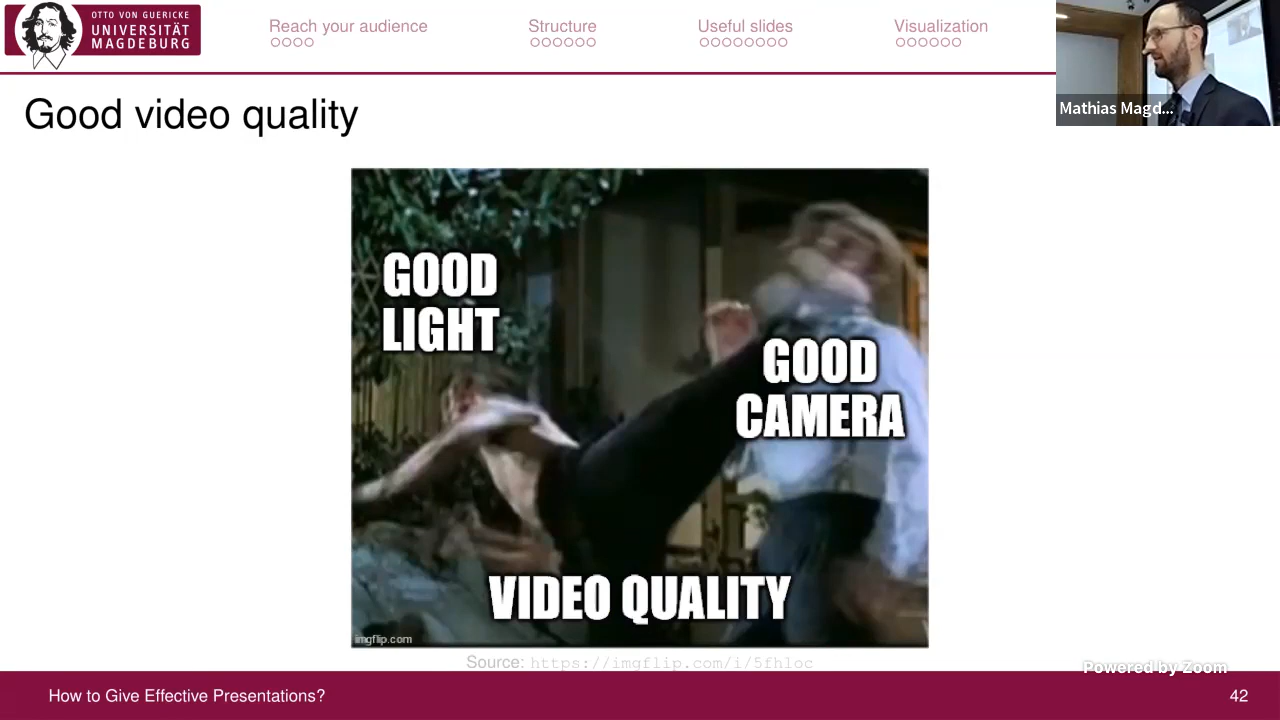 OTTO VON GUERICKE
UNIVERSITÄT
MAGDEBURG
Reach your audience
Structure
Useful slides
Visualization
Mathias Magd...
Good video quality
GOOD
LIGHT
GOOD
CAMERA
VIDEO QUALITY
imgflip.com
Source: https://imgflip.com/i/5fhloc
Powered by Zoom
How to Give Effective Presentations?
42